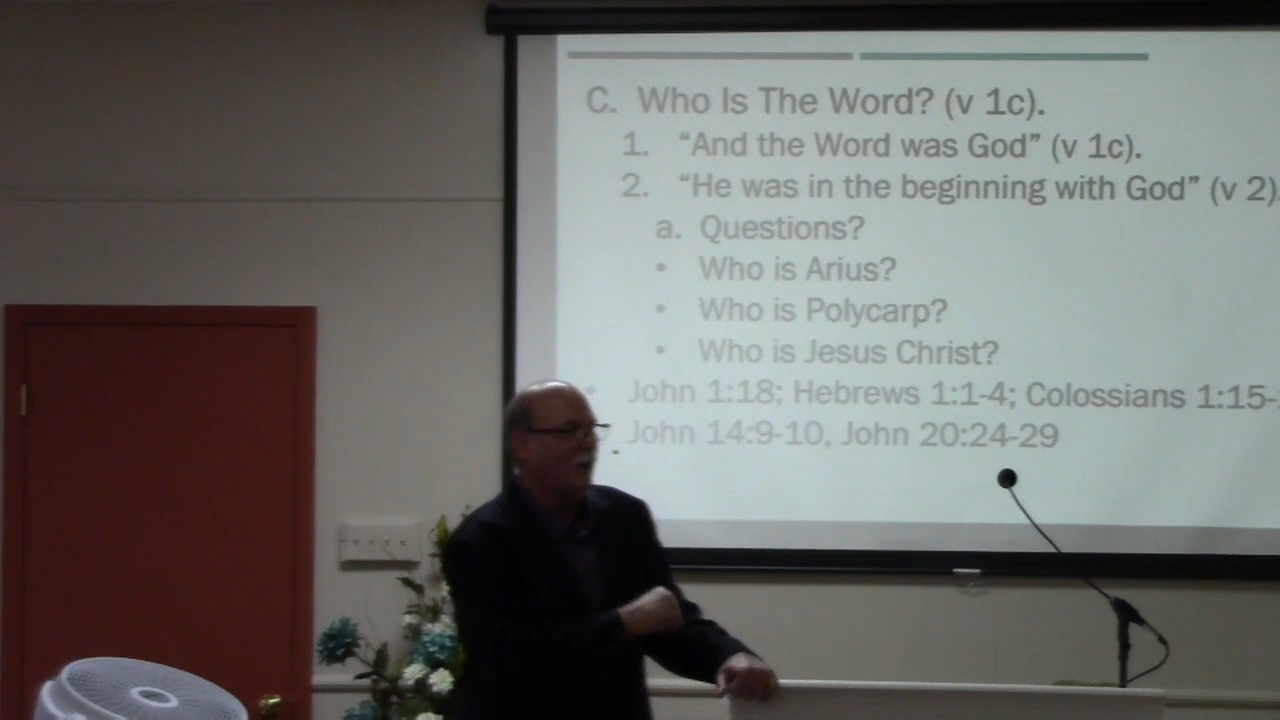 C. Who Is The Word? (v 1c).
1. “And the Word was God” (v 1c).
2. “He was in the beginning with God” (v 2).
a. Questions?
• Who is Arius?
• Who is Polycarp?
• Who is Jesus Christ?
• John 1:18; Hebrews 1:1-4; Colossians 1:15-
John 14:9-10, John 20:24-29